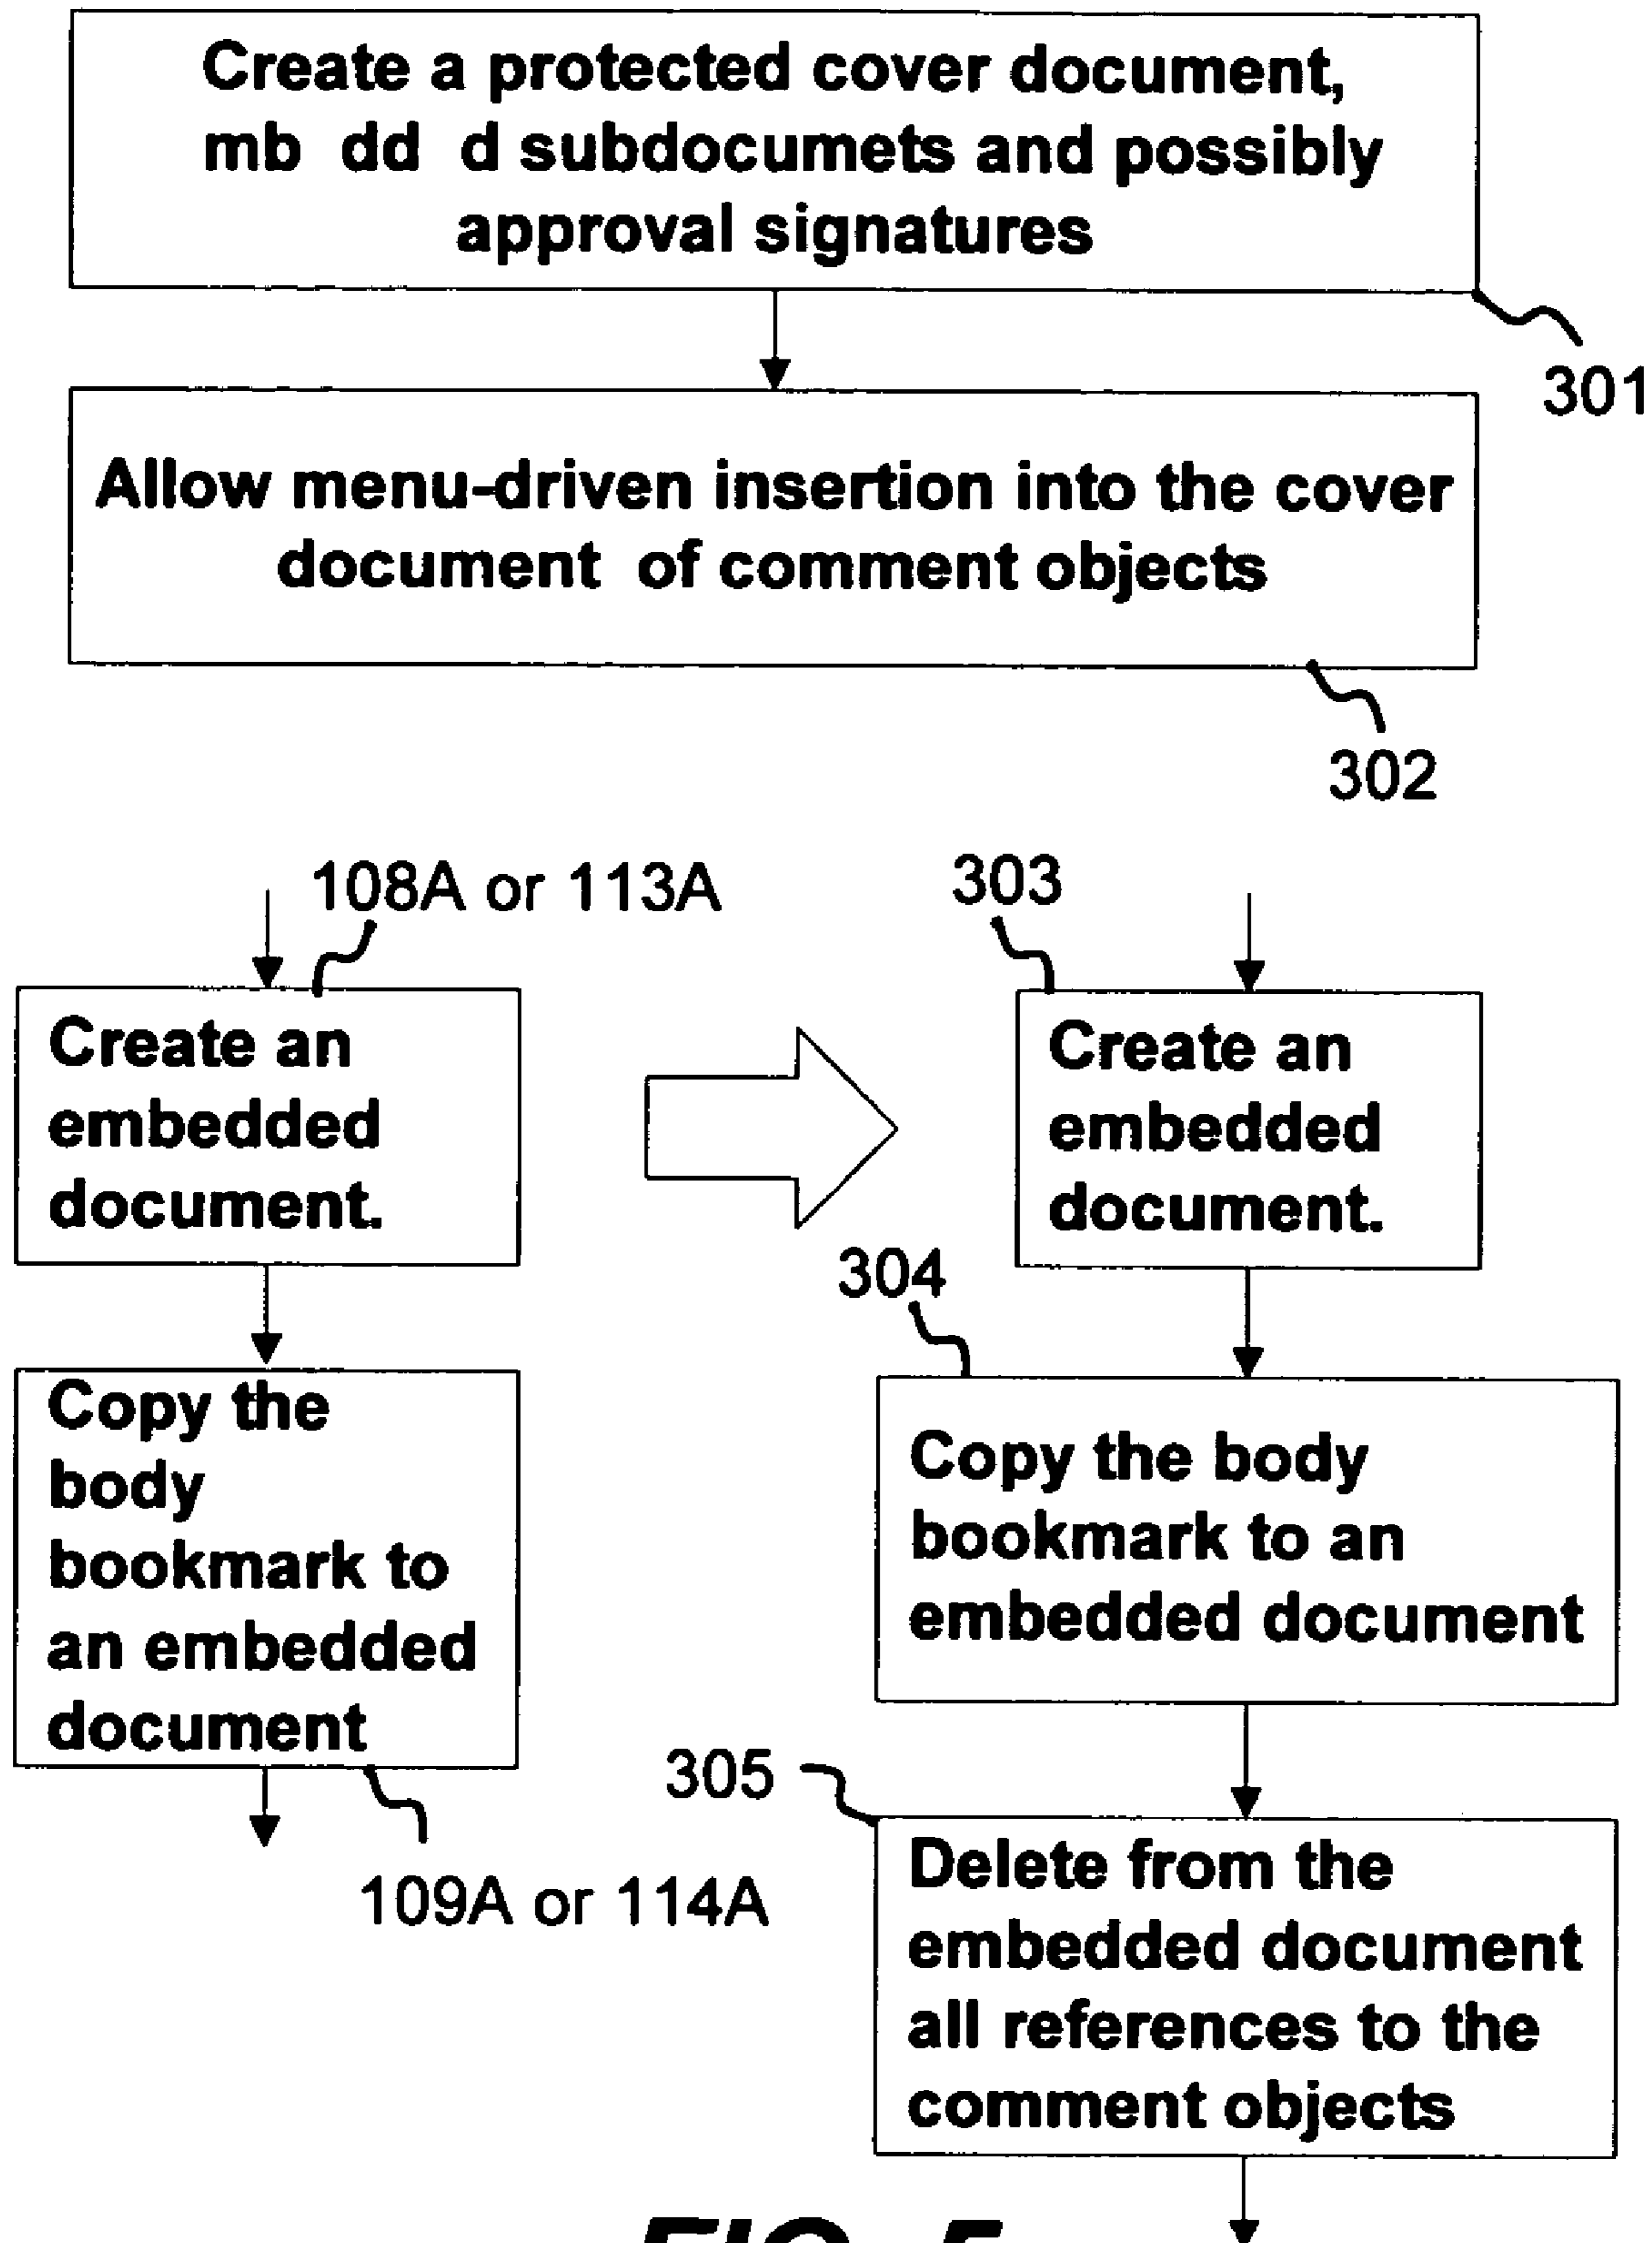 Create a protected cover document,
mb dd d subdocumets and possibly
approval signatures
301
Allow menu-driven insertion into the cover
document of comment objects
302
108A or 113A
Create an
embedded
document.
Copy the
body
bookmark to
an embedded
document
109A or 114A
303
Create an
embedded
document.
304
Copy the body
bookmark to an
embedded document
305
Delete from the
embedded document
all references to the
comment objects